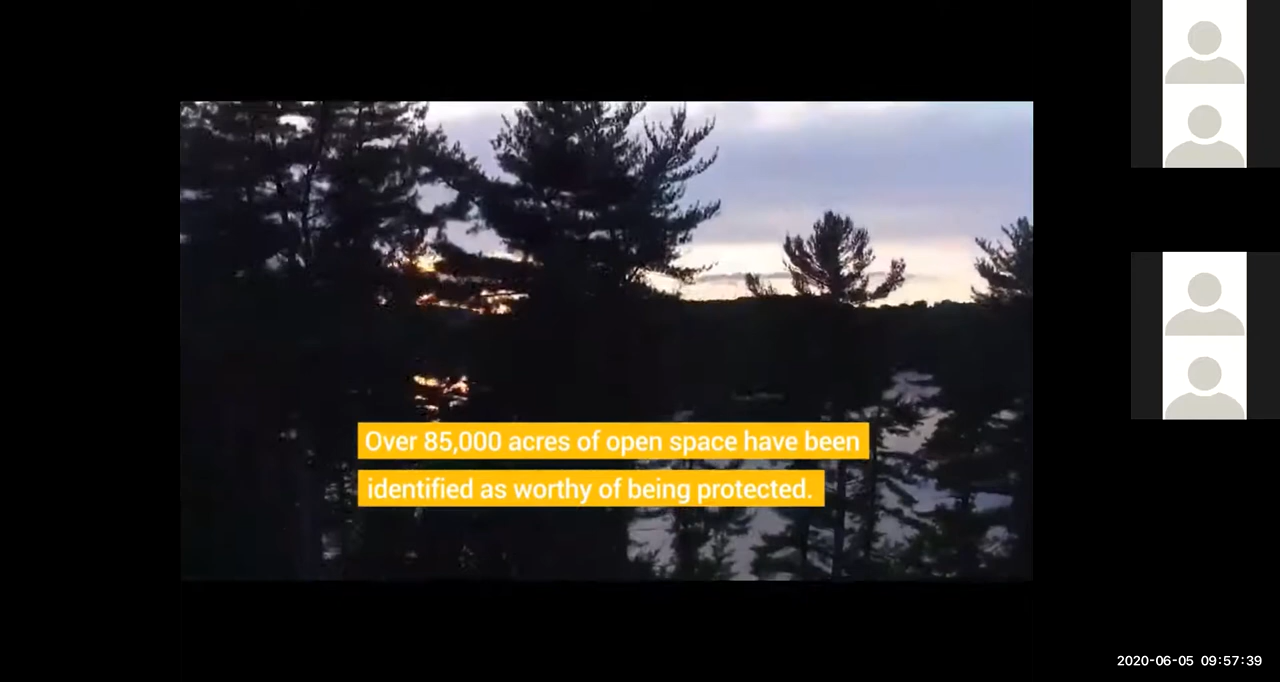 Over 85,000 acres of open space have been
identified as worthy of being protected.
2020-06-05 09:57:39